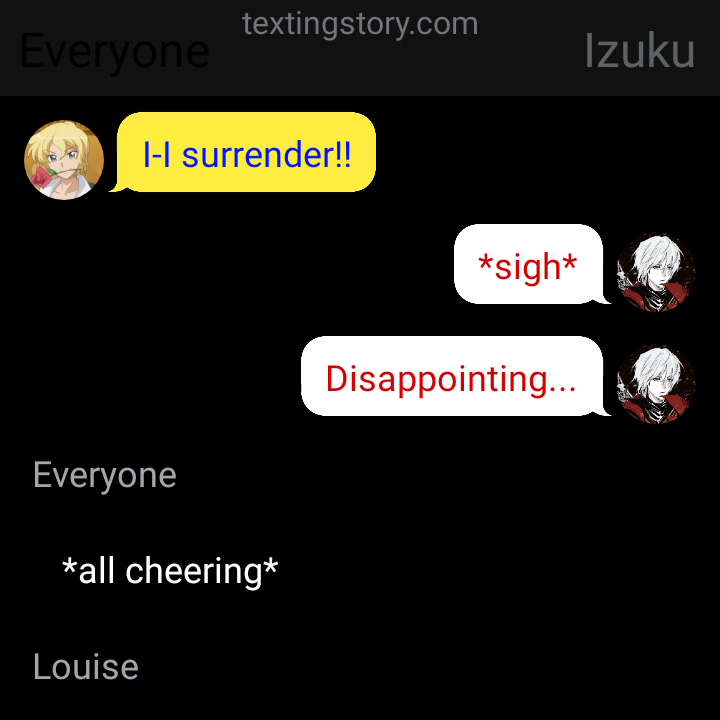 textingstory.com
Everyone
Izuku
I-I surrender!!
*sigh*
Disappointing...
Everyone
*all cheering*
Louise